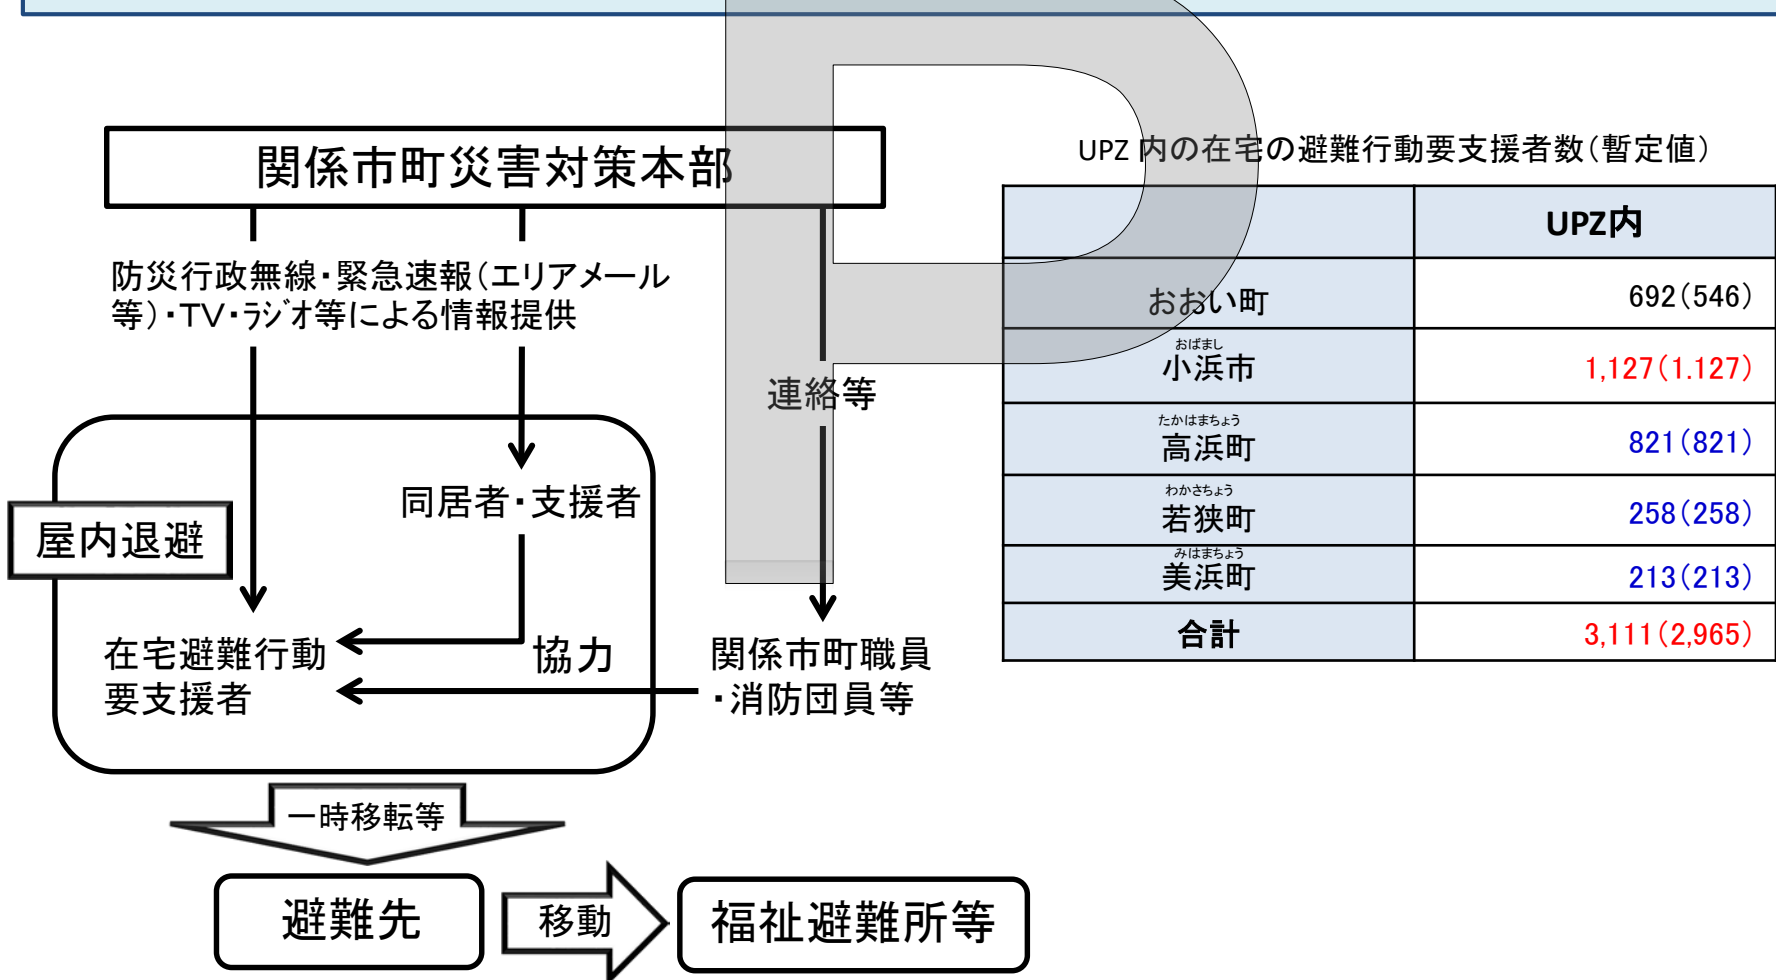 関係市町災害対策本部
防災行政無線・緊急速報（エリアメール
等）・TV・ラジオ等による情報提供
連絡等
同居者・支援者
屋内退避
在宅避難行動
要支援者
協力
関係市町職員
・消防団員等
一時移転等
避難先
移動
福祉避難所等
P
UPZ 内の在宅の避難行動要支援者数（暫定値）
UPZ内
おおい町 692（546）
おばまし
小浜市 1,127（1.127）
たかはまちょう
高浜町 821（821）
わかさちょう
若狭町 258（258）
みはまちょう
美浜町 213（213）
合計 3,111（2,965）